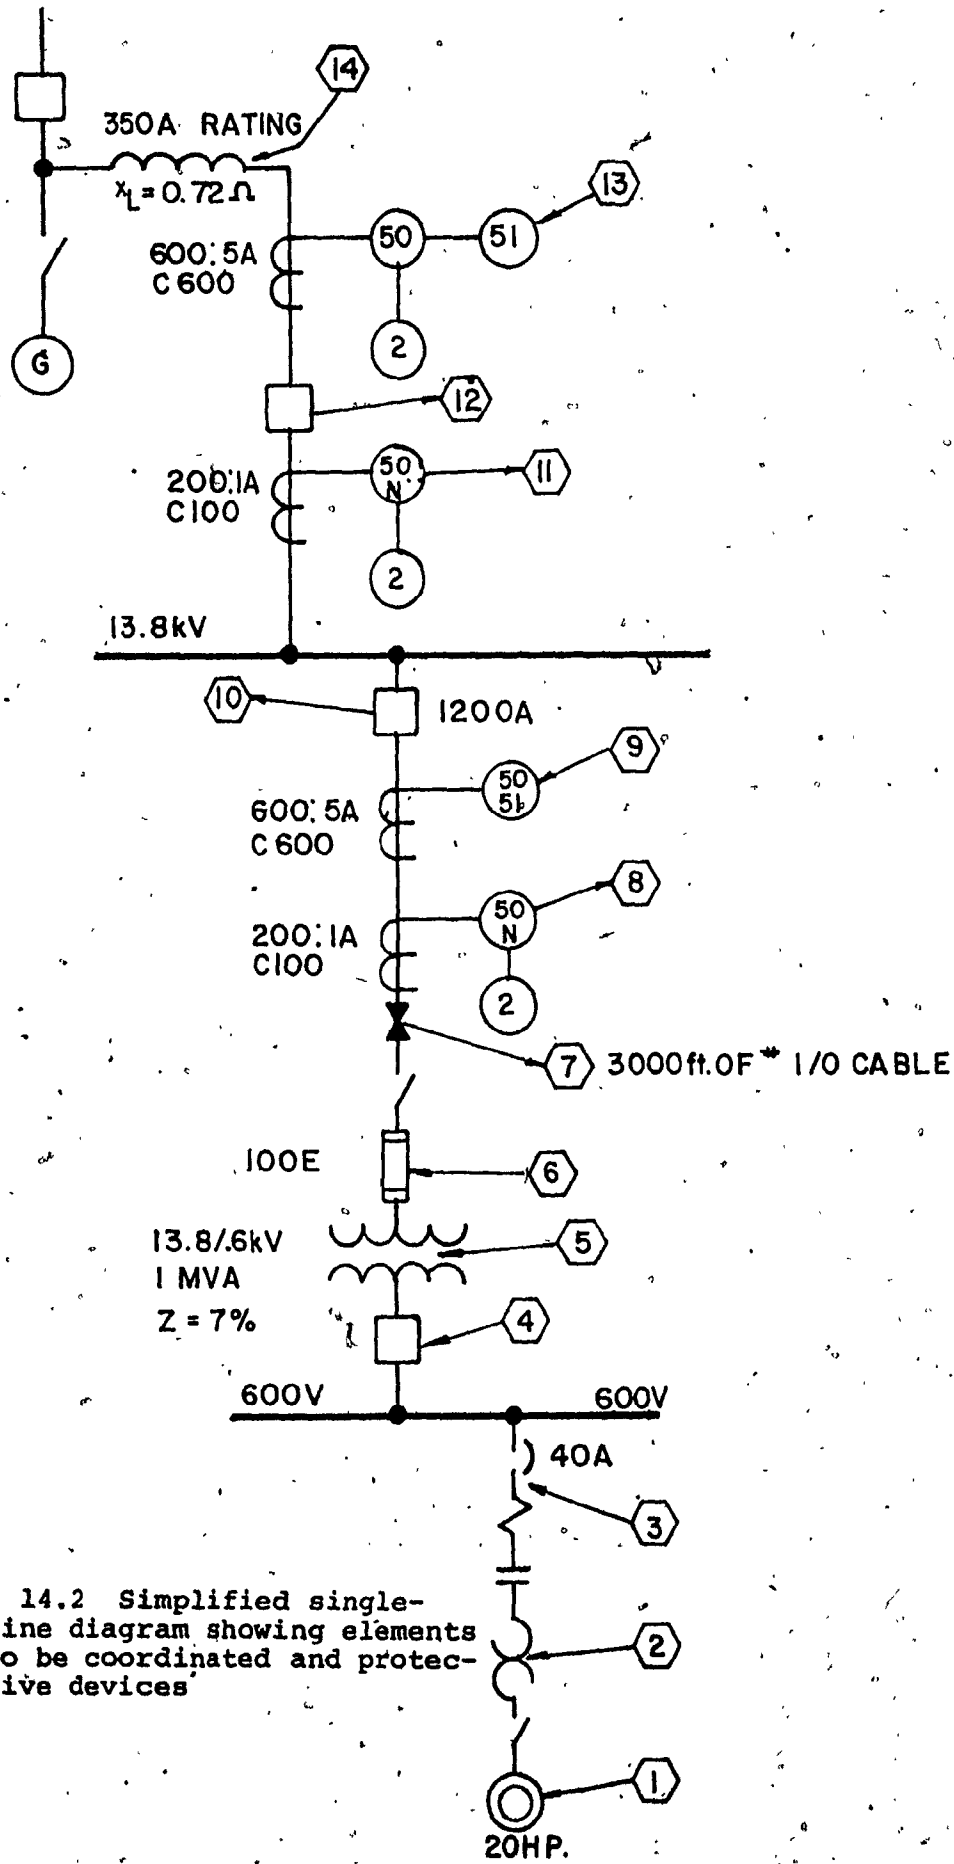 14
350A RATING
XL = 0.72 Ω
13
600:5A
C 600
50
51
2
G
12
200:1A
C100
50
N
11
2
13.8kV
10
1200A
9
50
51
600:5A
C 600
8
50
N
200:1A
C100
2
7
3000ft. OF # 1/0 CABLE
100E
6
13.8/.6kV
1 MVA
Z = 7%
5
4
600V
600V
40A
3
14.2 Simplified single-
ine diagram showing elements
o be coordinated and protec-
ive devices
2
1
20HP.